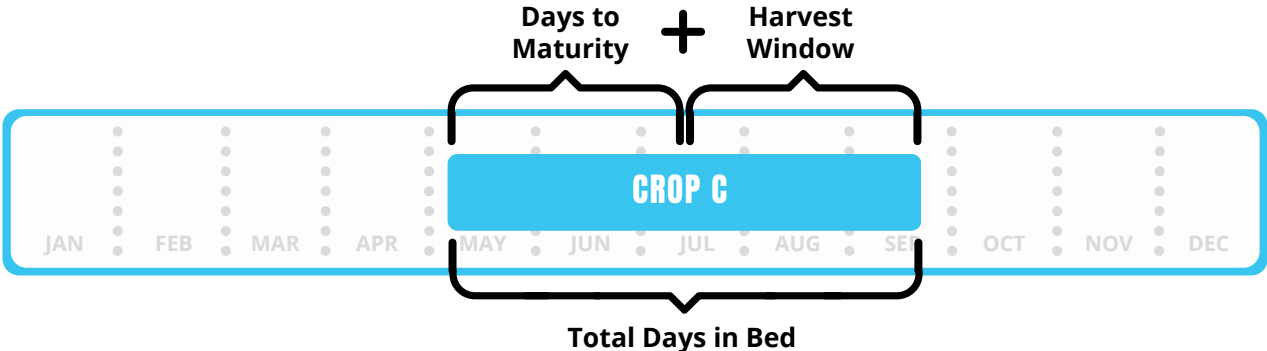 Days to
Maturity
+
Harvest
Window
CROP C
JAN FEB MAR APR MAY JUN JUL AUG SEP OCT NOV DEC
Total Days in Bed